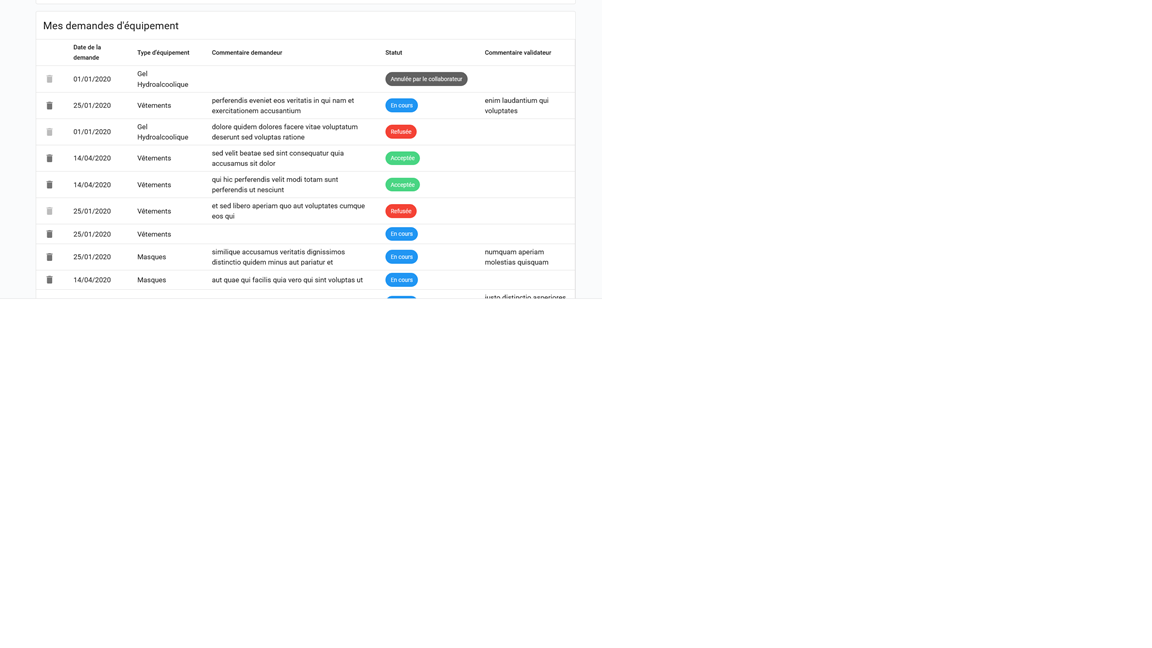 Mes demandes d'équipement
Date de la demande Type d'équipement Commentaire demandeur Statut Commentaire validateur
01/01/2020 Gel Hydroalcoolique Annulée par le collaborateur
25/01/2020 Vêtements perferendis eveniet eos veritatis in qui nam et exercitationem accusantium En cours enim laudantium qui voluptates
01/01/2020 Gel Hydroalcoolique dolore quidem dolores facere vitae voluptatum deserunt sed voluptas ratione Refusée
14/04/2020 Vêtements sed velit beatae sed sint consequatur quia accusamus sit dolor Acceptée
14/04/2020 Vêtements qui hic perferendis velit modi totam sunt perferendis ut nesciunt Acceptée
25/01/2020 Vêtements et sed libero aperiam quo aut voluptates cumque eos qui Refusée
25/01/2020 Vêtements En cours
25/01/2020 Masques similique accusamus veritatis dignissimos distinctio quidem minus aut pariatur et En cours numquam aperiam molestias quisquam
14/04/2020 Masques aut quae qui facilis quia vero qui sint voluptas ut En cours
iusto distinctio asperiores